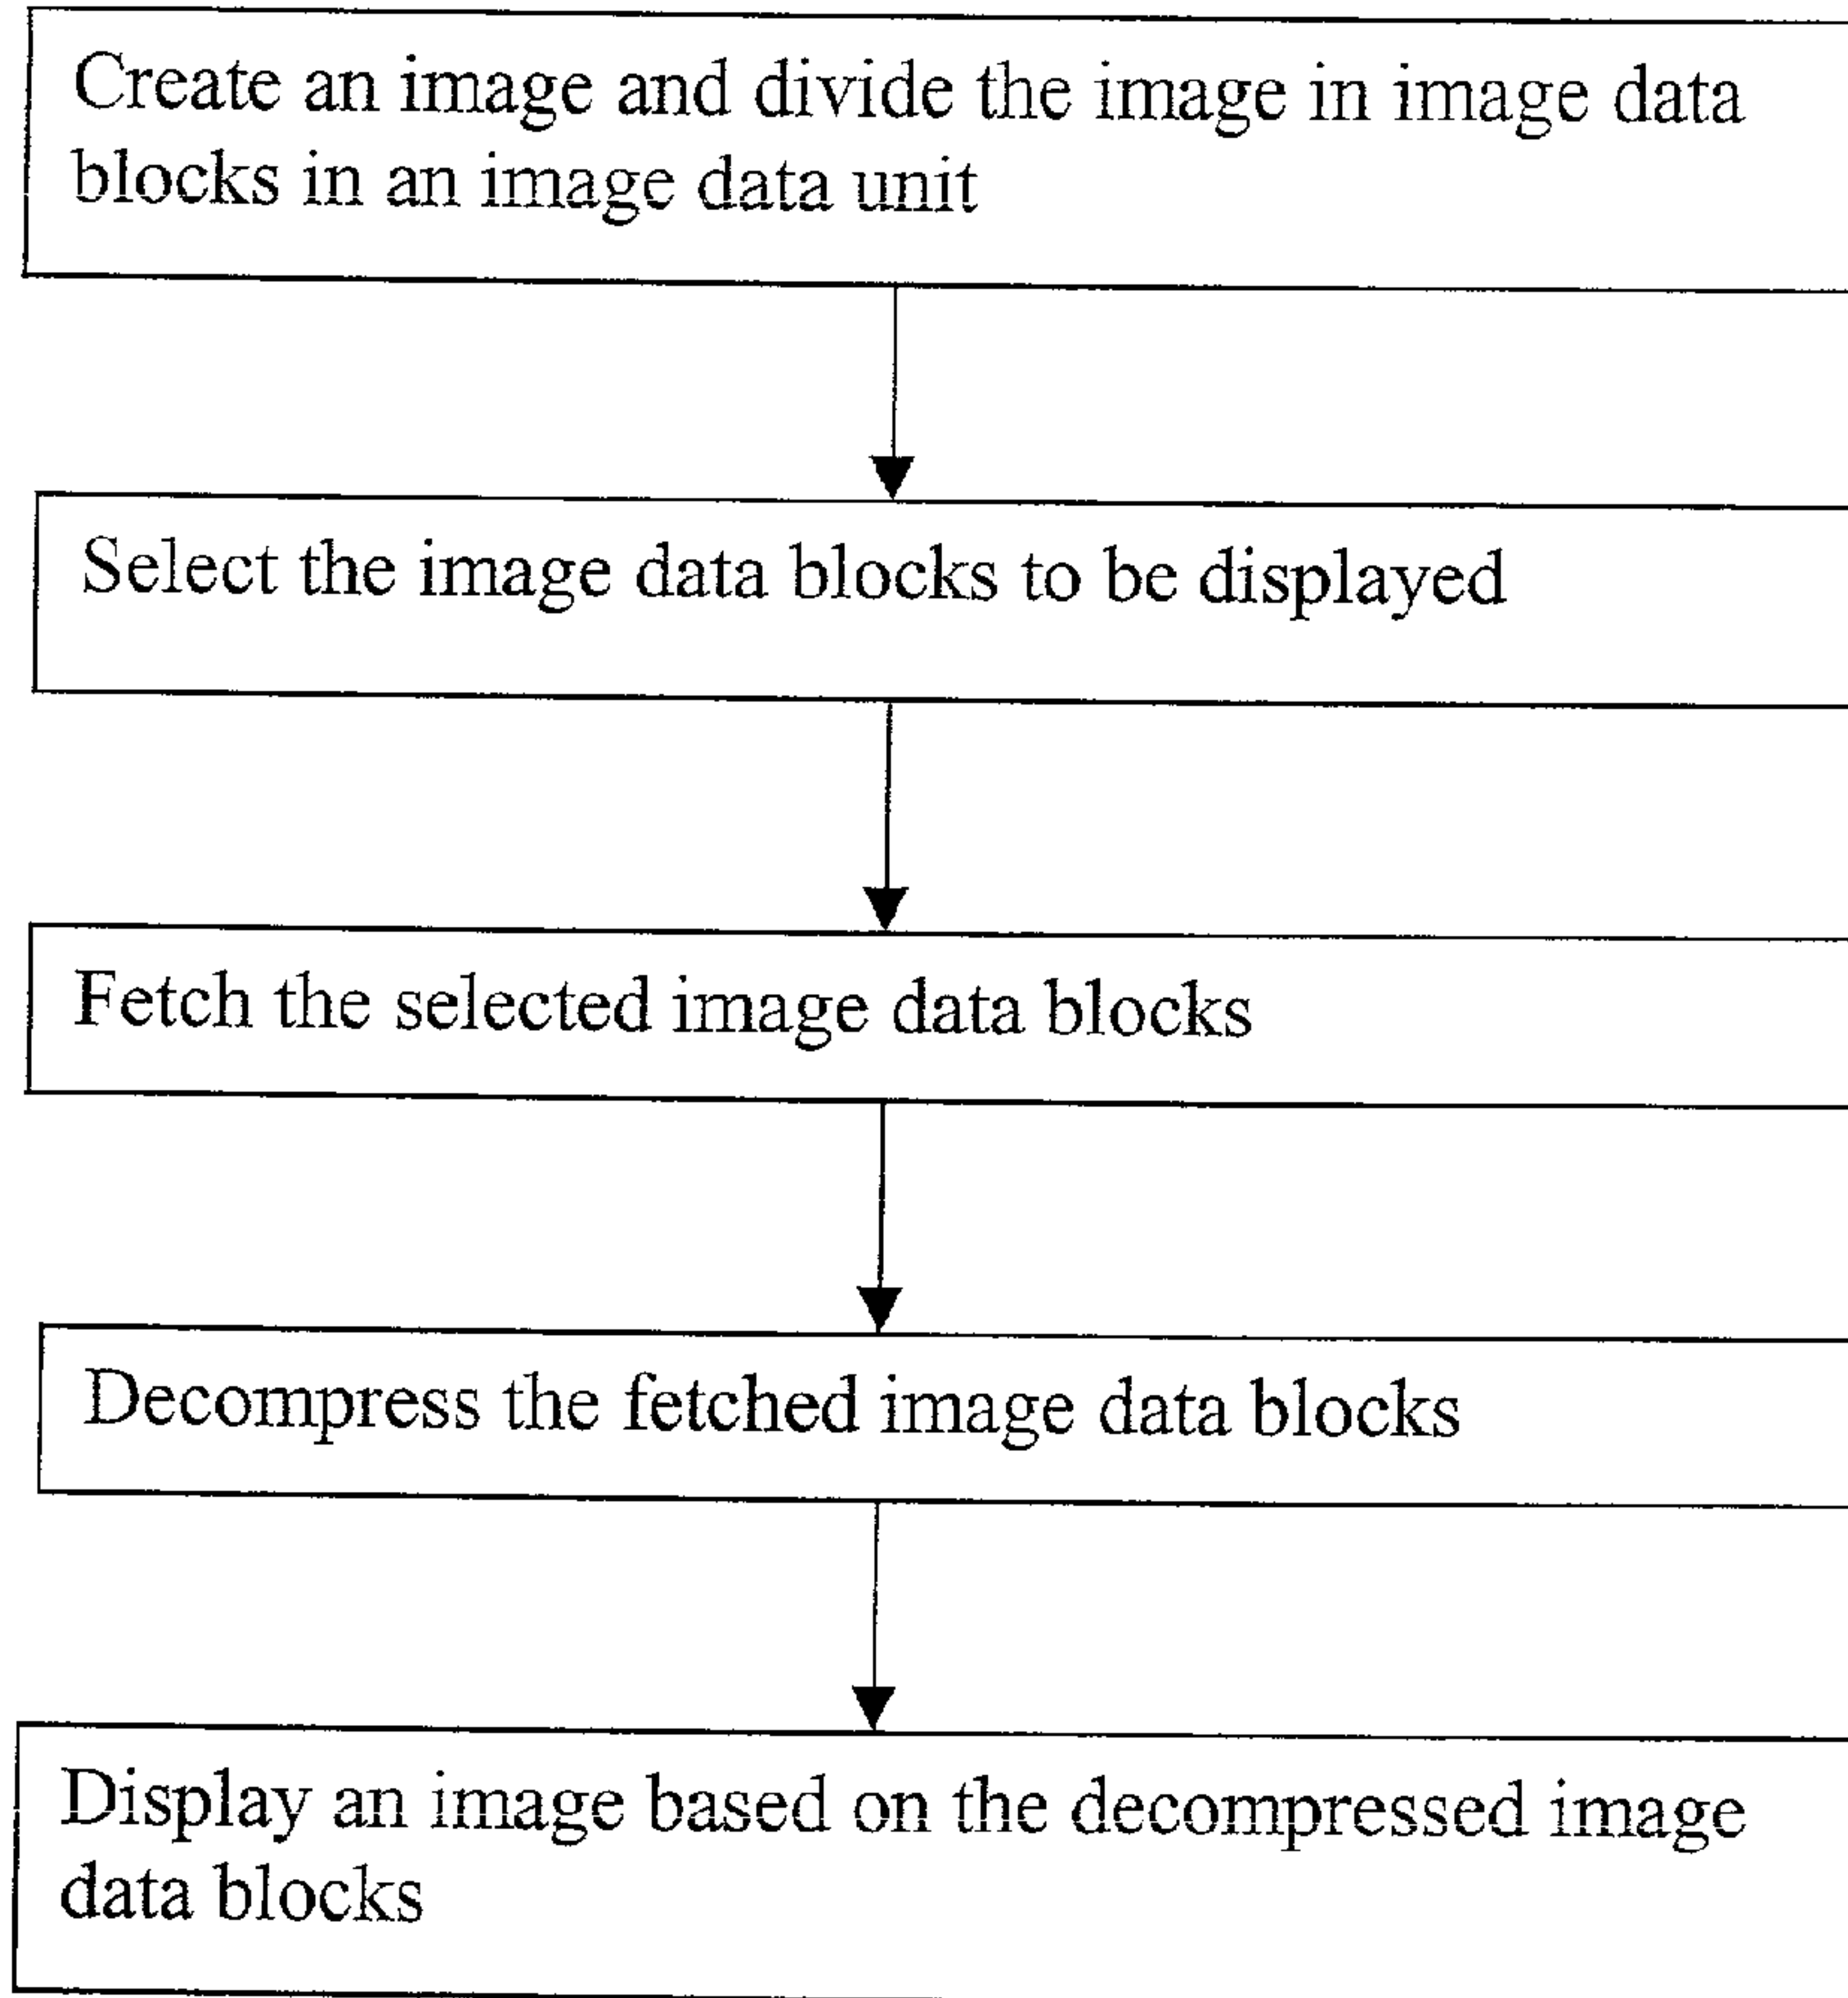 Create an image and divide the image in image data
blocks in an image data unit
Select the image data blocks to be displayed
Fetch the selected image data blocks
Decompress the fetched image data blocks
Display an image based on the decompressed image
data blocks